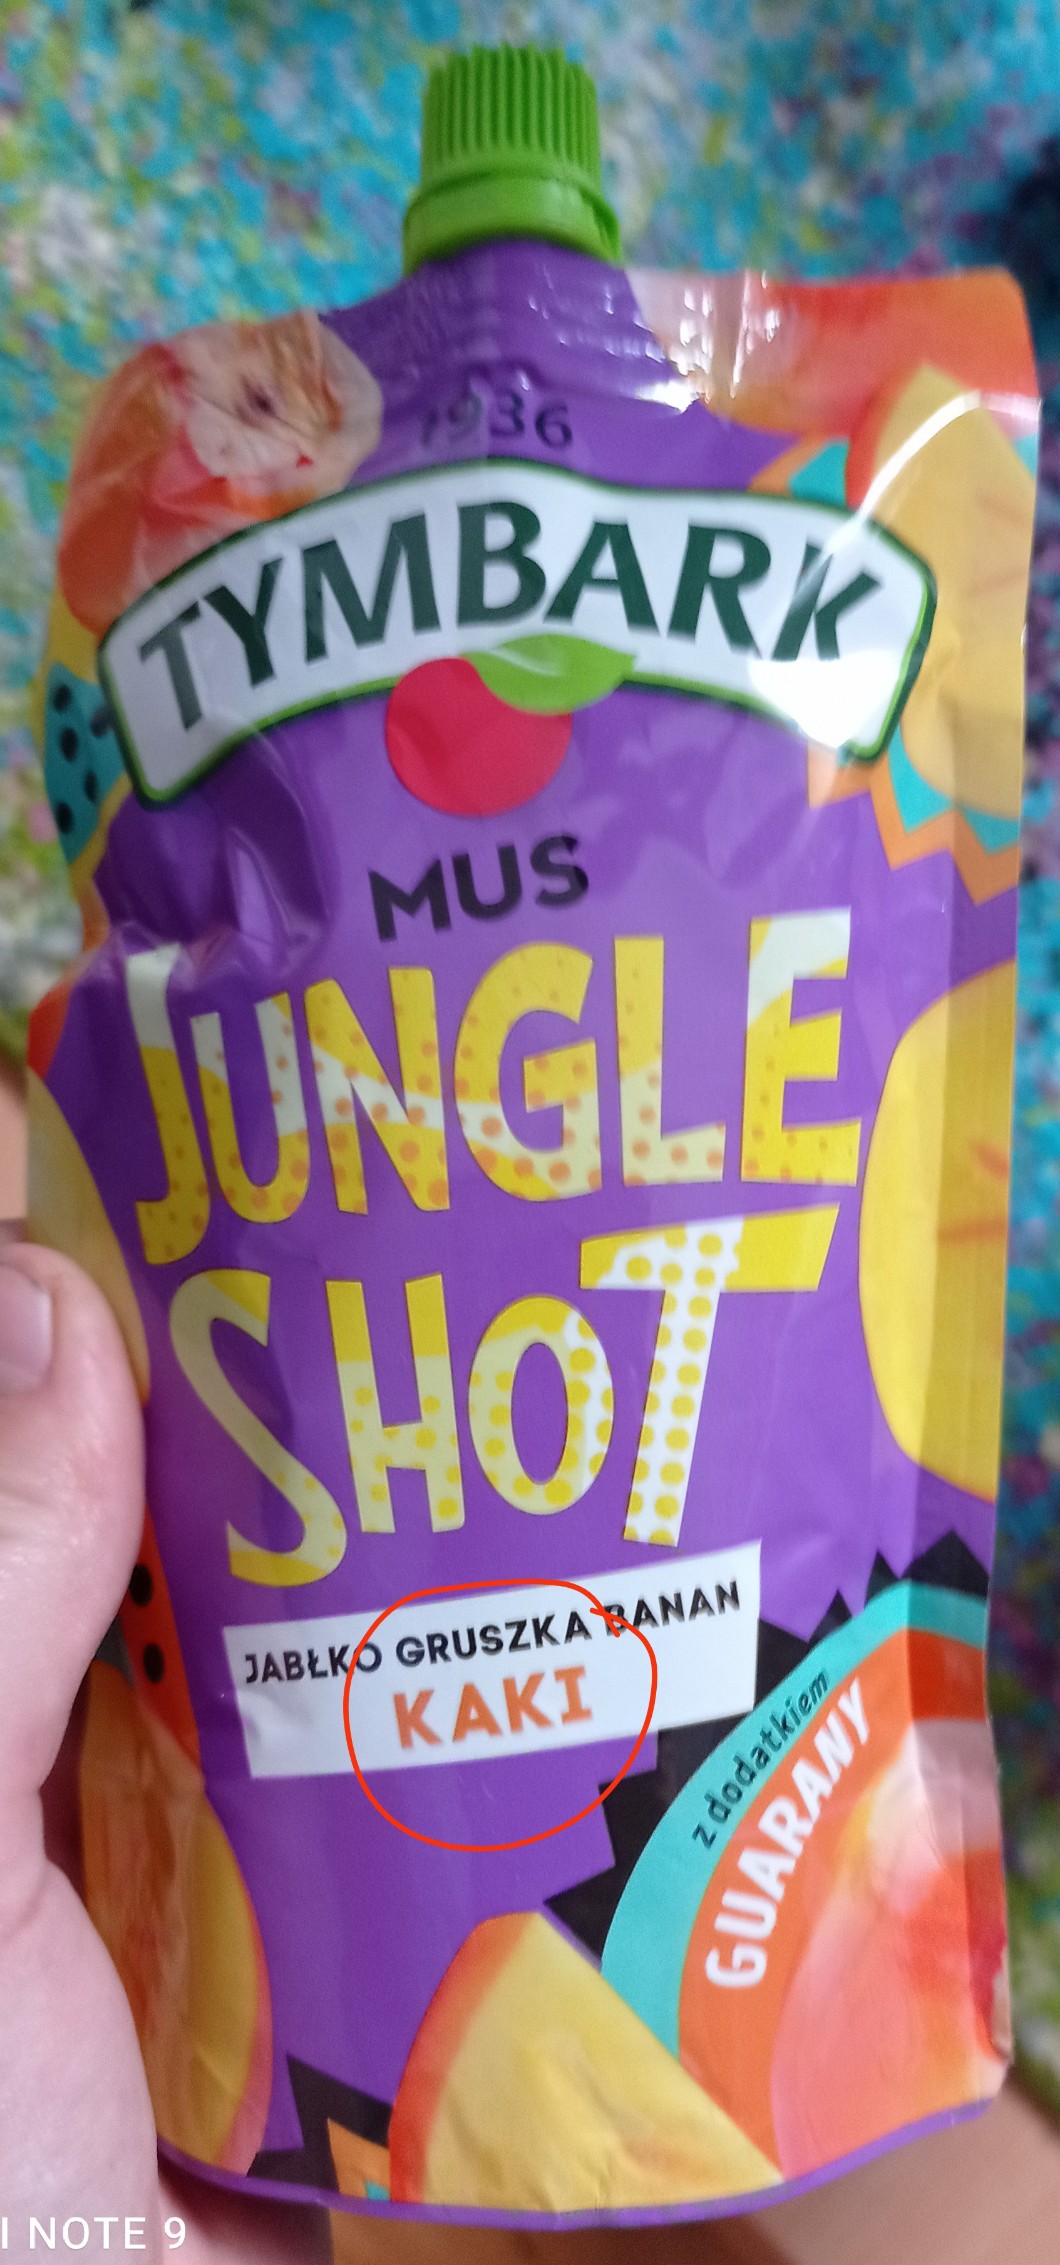 1936
TYMBARK
MUS
JUNGLE
SHOT
JABŁKO GRUSZKA BANAN
KAKI
z dodatkiem
GUARANY
I NOTE 9